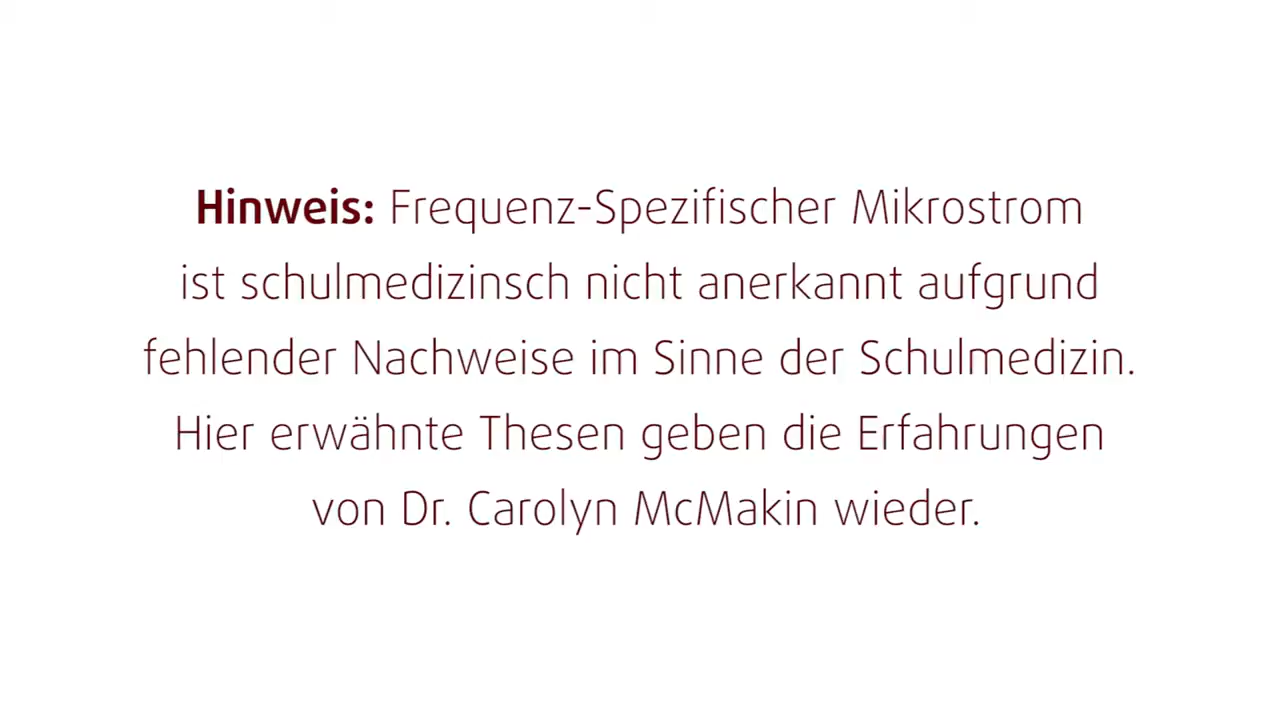 Hinweis: Frequenz-Spezifischer Mikrostrom
ist schulmedizinsch nicht anerkannt aufgrund
fehlender Nachweise im Sinne der Schulmedizin.
Hier erwähnte Thesen geben die Erfahrungen
von Dr. Carolyn McMakin wieder.